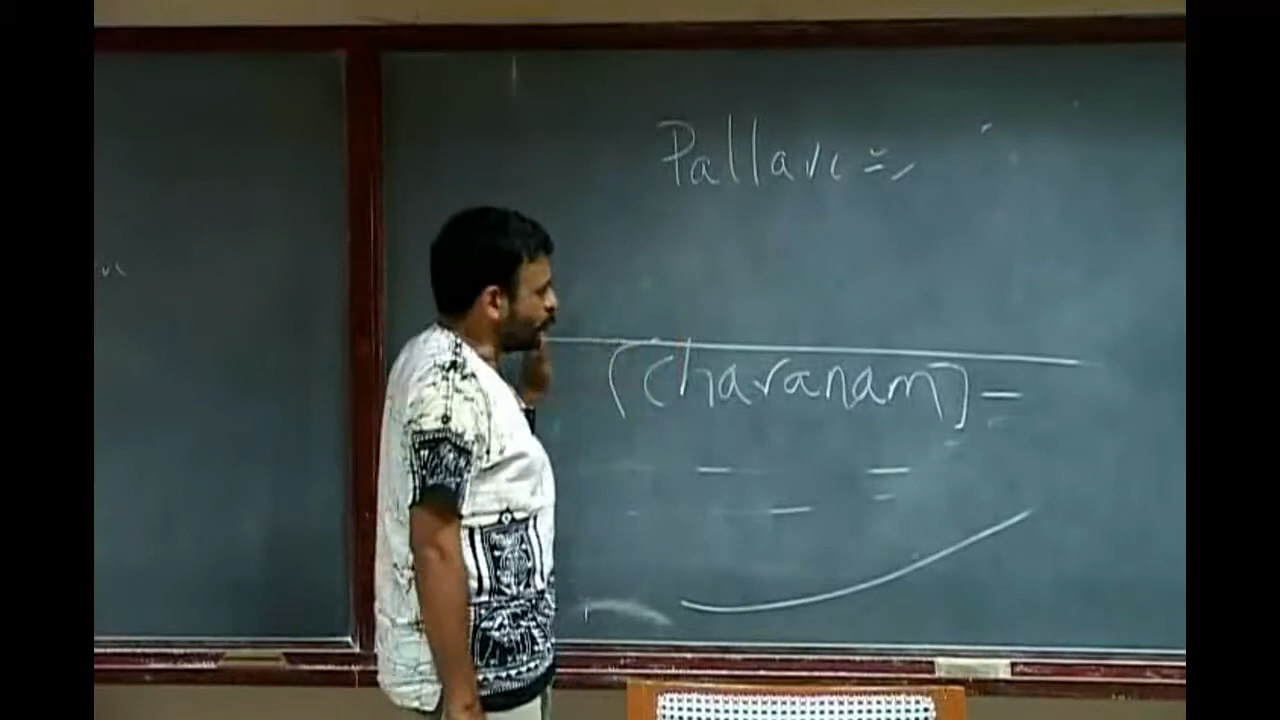 Pallavi =,
(Charanam) =